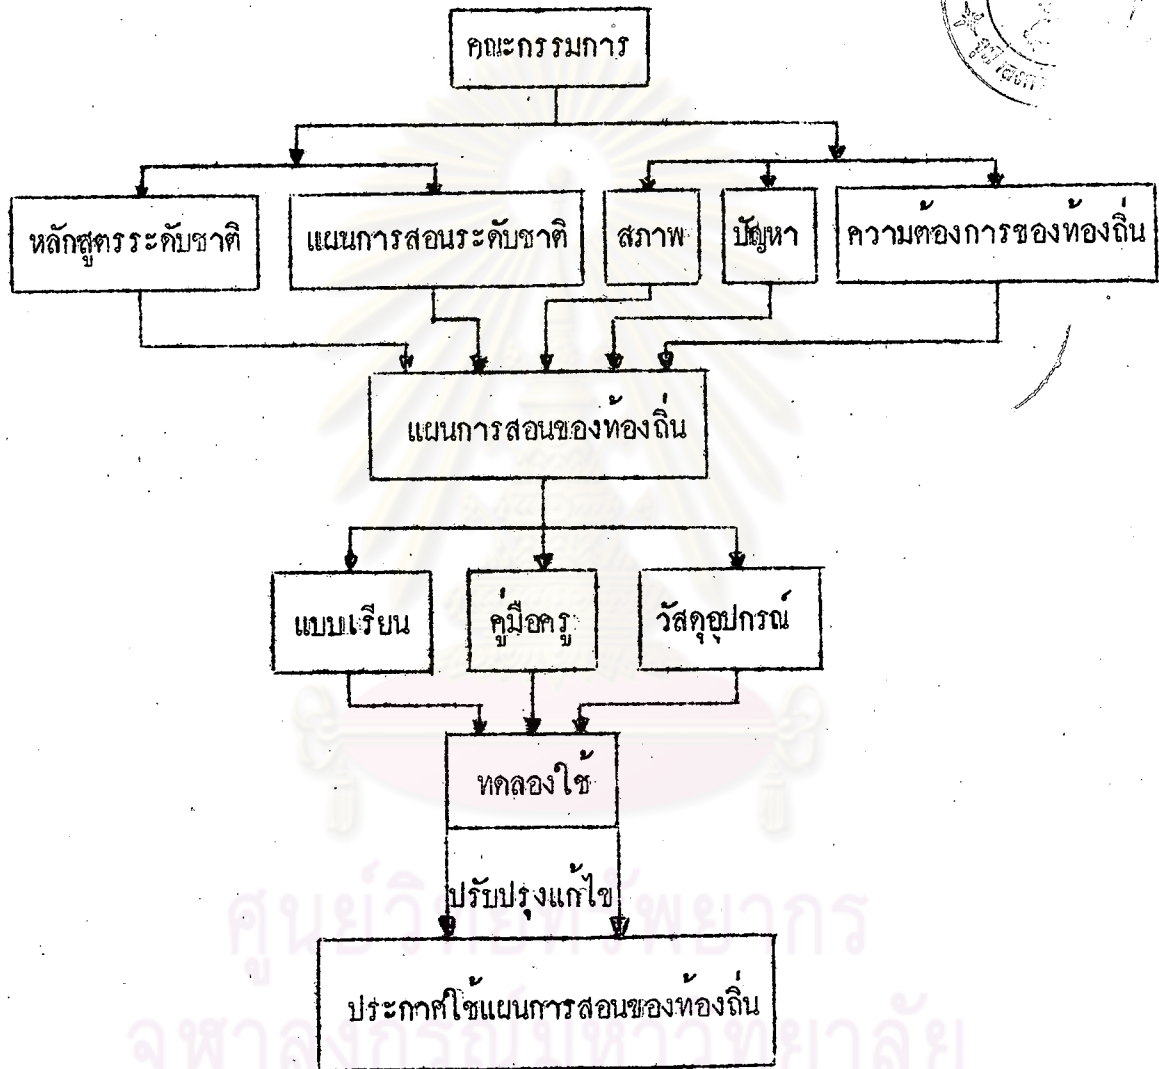 คณะกรรมการ
หลักสูตรระดับชาติ
แผนการสอนระดับชาติ
สภาพ
ปัญหา
ความต้องการของท้องถิ่น
แผนการสอนของท้องถิ่น
แบบเรียน
คู่มือครู
วัสดุอุปกรณ์
ทดลองใช้
ปรับปรุงแก้ไข
ประกาศใช้แผนการสอนของท้องถิ่น
ศูนย์วิทยทรัพยากร
จุฬาลงกรณ์มหาวิทยาลัย